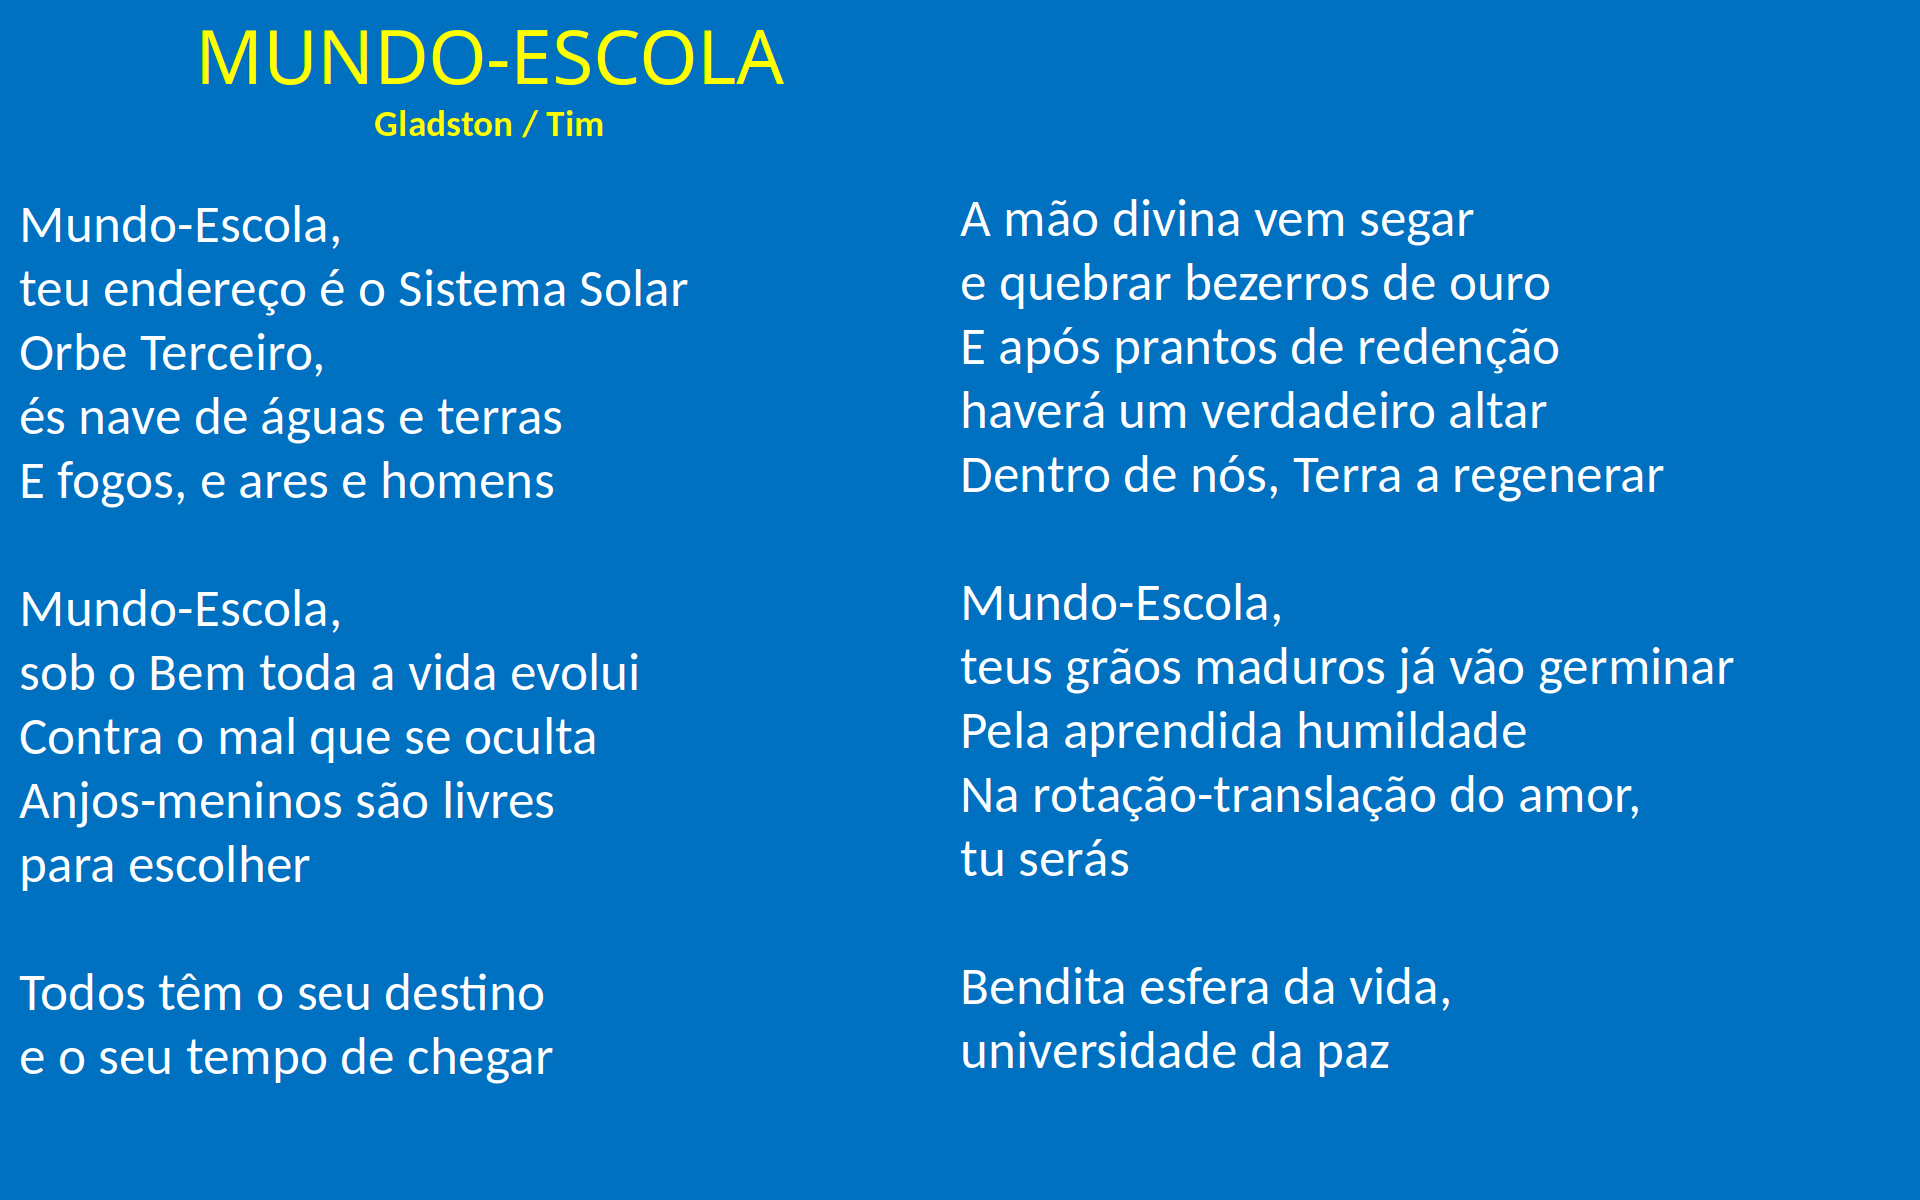 MUNDO-ESCOLA
Gladston / Tim
Mundo-Escola,
teu endereço é o Sistema Solar
Orbe Terceiro,
és nave de águas e terras
E fogos, e ares e homens
Mundo-Escola,
sob o Bem toda a vida evolui
Contra o mal que se oculta
Anjos-meninos são livres
para escolher
Todos têm o seu destino
e o seu tempo de chegar
A mão divina vem segar
e quebrar bezerros de ouro
E após prantos de redenção
haverá um verdadeiro altar
Dentro de nós, Terra a regenerar
Mundo-Escola,
teus grãos maduros já vão germinar
Pela aprendida humildade
Na rotação-translação do amor,
tu serás
Bendita esfera da vida,
universidade da paz